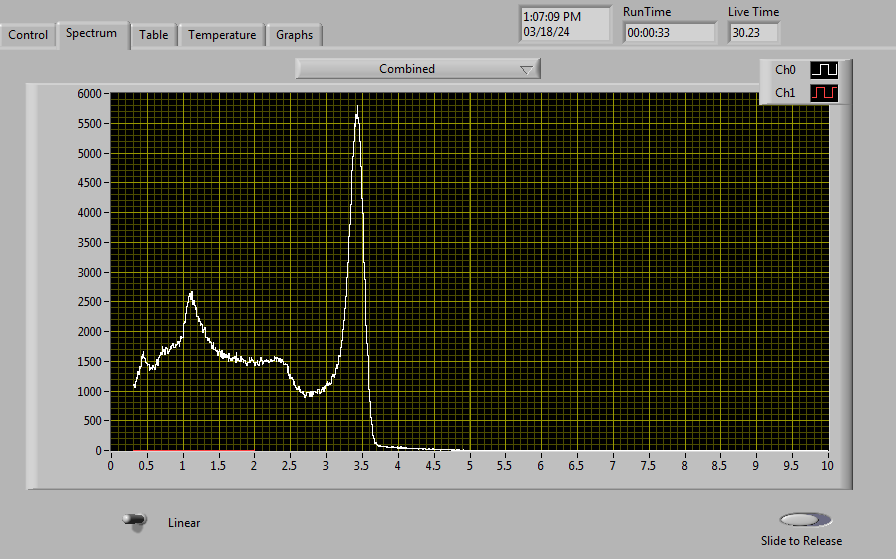 Control
Spectrum
Table
Temperature
Graphs
1:07:09 PM
03/18/24
RunTime
00:00:33
Live Time
30.23
Combined
Ch0
Ch1
6000
5500
5000
4500
4000
3500
3000
2500
2000
1500
1000
500
0
0 0.5 1 1.5 2 2.5 3 3.5 4 4.5 5 5.5 6 6.5 7 7.5 8 8.5 9 9.5 10
Linear
Slide to Release